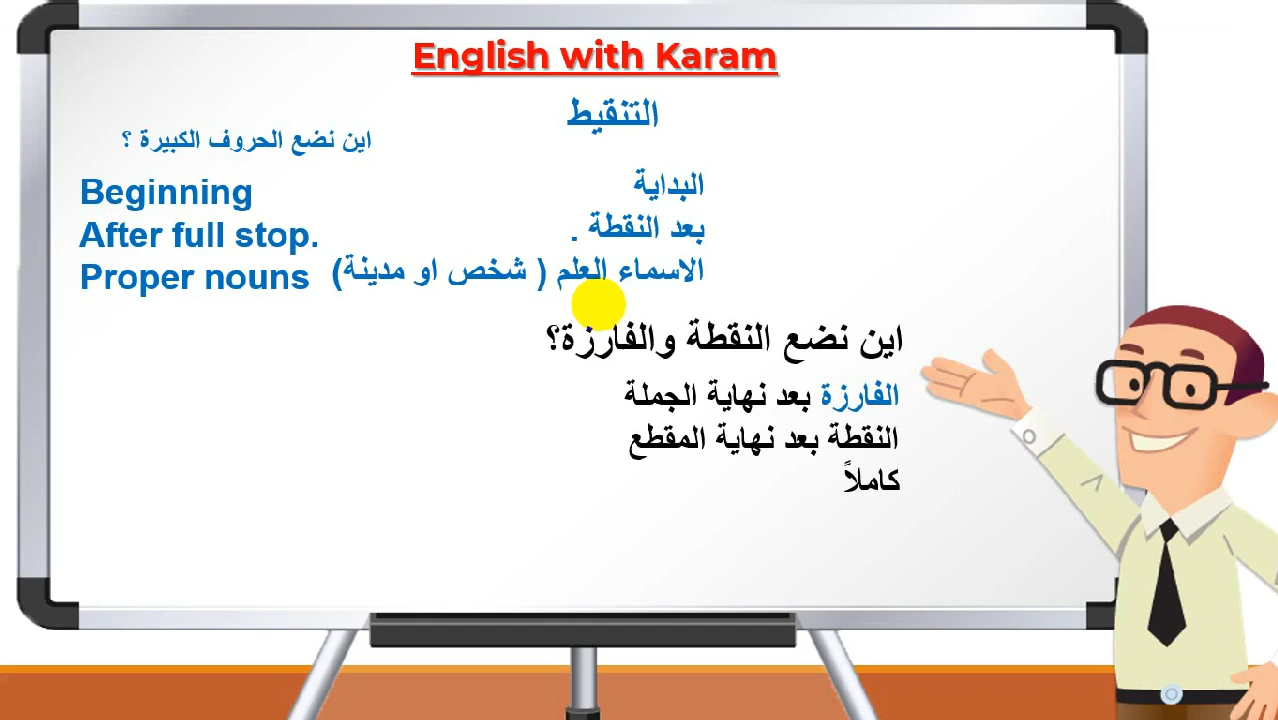 English with Karam
التنقيط
اين نضع الحروف الكبيرة ؟
Beginning البداية
After full stop. بعد النقطة .
Proper nouns الاسماء العلم ( شخص او مدينة)
اين نضع النقطة والفارزة؟
الفارزة بعد نهاية الجملة
النقطة بعد نهاية المقطع
كاملاً